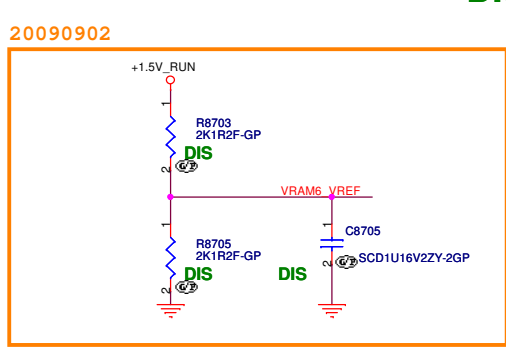 20090902
+1.5V_RUN
1
R8703
2K1R2F-GP
DIS
2
G/P
VRAM6_VREF
1
R8705
2K1R2F-GP
DIS
2
G/P
1
C8705
SCD1U16V2ZY-2GP
DIS
2
G/P